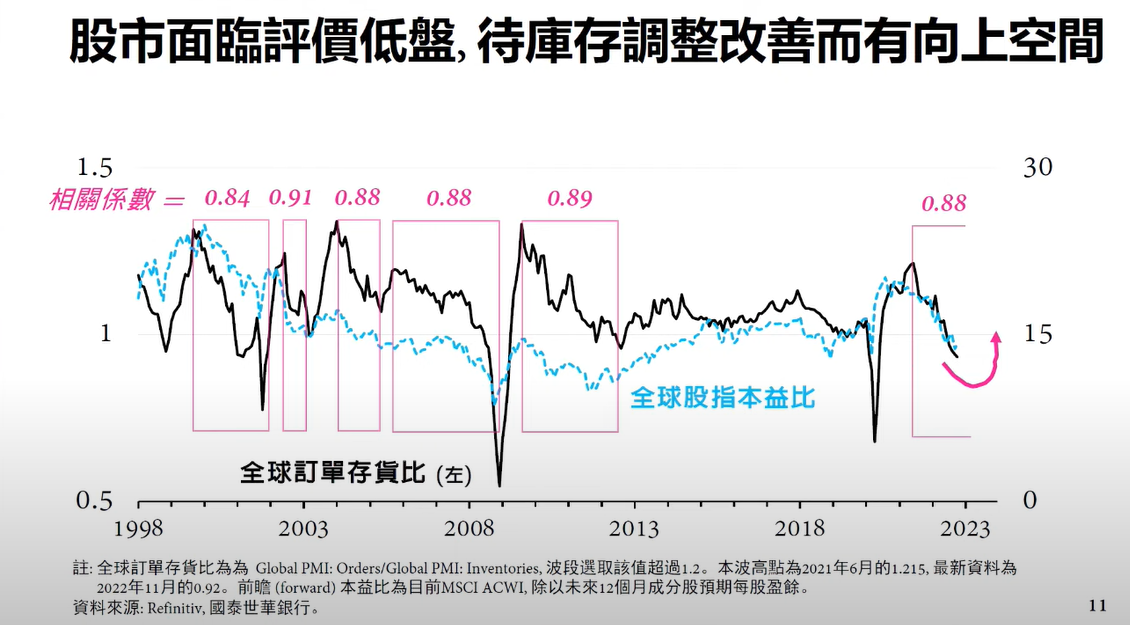 股市面臨評價低盤, 待庫存調整改善而有向上空間
1.5
30
相關係數 = 0.84 0.91 0.88 0.88 0.89 0.88
1
15
全球股指本益比
全球訂單存貨比 (左)
0.5
0
1998 2003 2008 2013 2018 2023
註: 全球訂單存貨比為為 Global PMI: Orders/Global PMI: Inventories, 波段選取該值超過1.2。本波高點為2021年6月的1.215, 最新資料為
2022年11月的0.92。前瞻 (forward) 本益比為目前MSCI ACWI, 除以未來12個月成分股預期每股盈餘。
資料來源: Refinitiv, 國泰世華銀行。
11